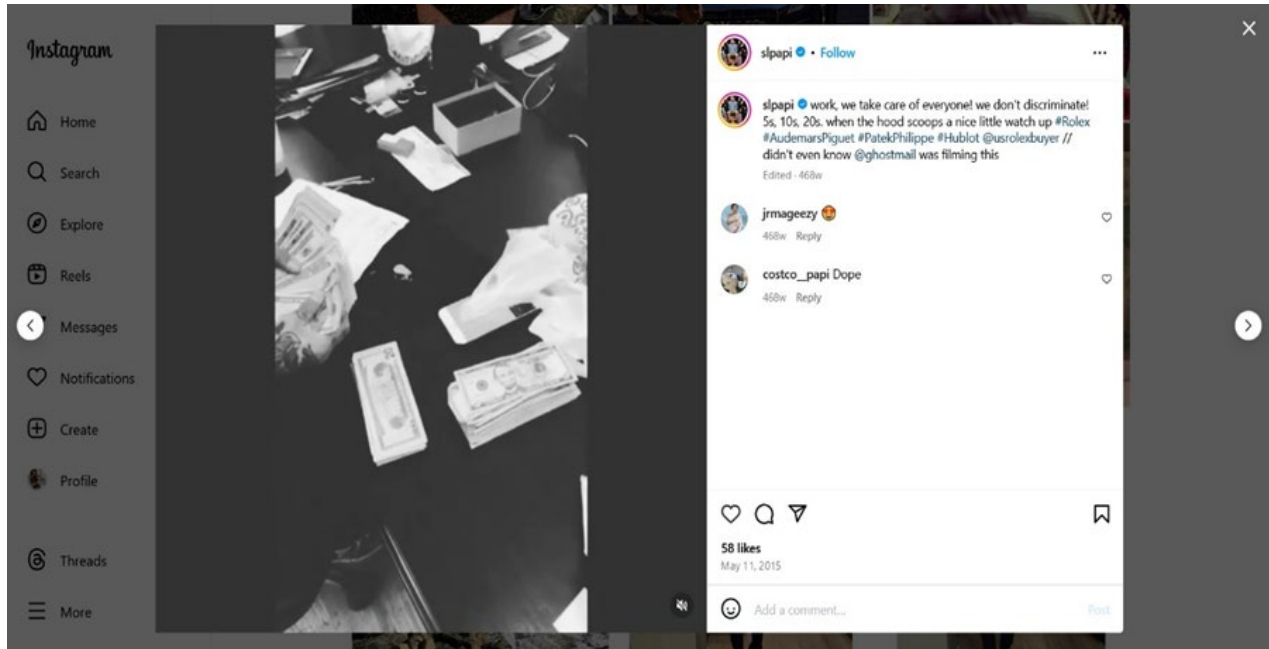 Instagram
Home
Search
Explore
Reels
Messages
Notifications
Create
Profile
Threads
More
slpapi • Follow
slpapi work, we take care of everyone! we don't discriminate!
5s, 10s, 20s. when the hood scoops a nice little watch up #Rolex
#AudemarsPiguet #PatekPhilippe #Hublot @usrolexbuyer //
didn't even know @ghostmail was filming this
Edited · 468w
jrmageezy 🤩
468w Reply
costco__papi Dope
468w Reply
58 likes
May 11, 2015
Add a comment...
Post